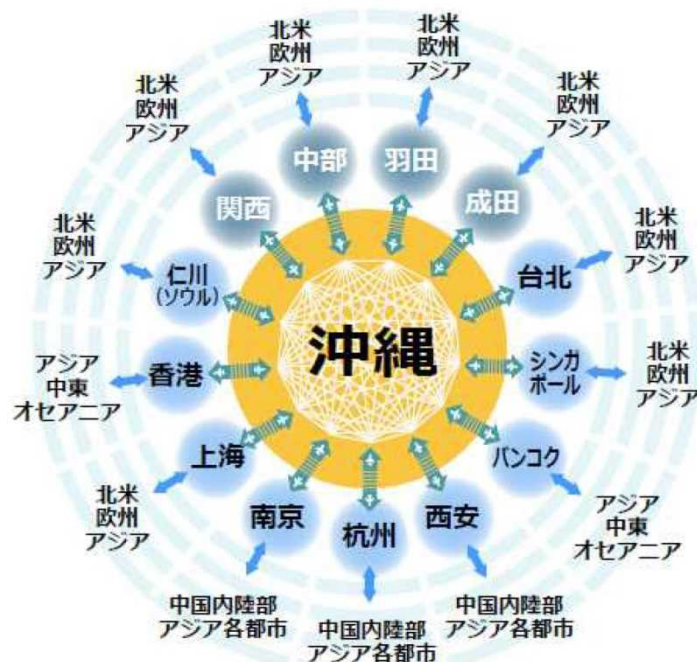 北米
欧州
アジア
北米
欧州
アジア
北米
欧州
アジア
北米
欧州
アジア
中部
羽田
関西
成田
北米
欧州
アジア
仁川
(ソウル)
台北
北米
欧州
アジア
沖縄
アジア
中東
オセアニア
香港
シンガ
ポール
北米
欧州
アジア
上海
バンコク
北米
欧州
アジア
南京
杭州
西安
アジア
中東
オセアニア
中国内陸部
アジア各都市
中国内陸部
アジア各都市
中国内陸部
アジア各都市